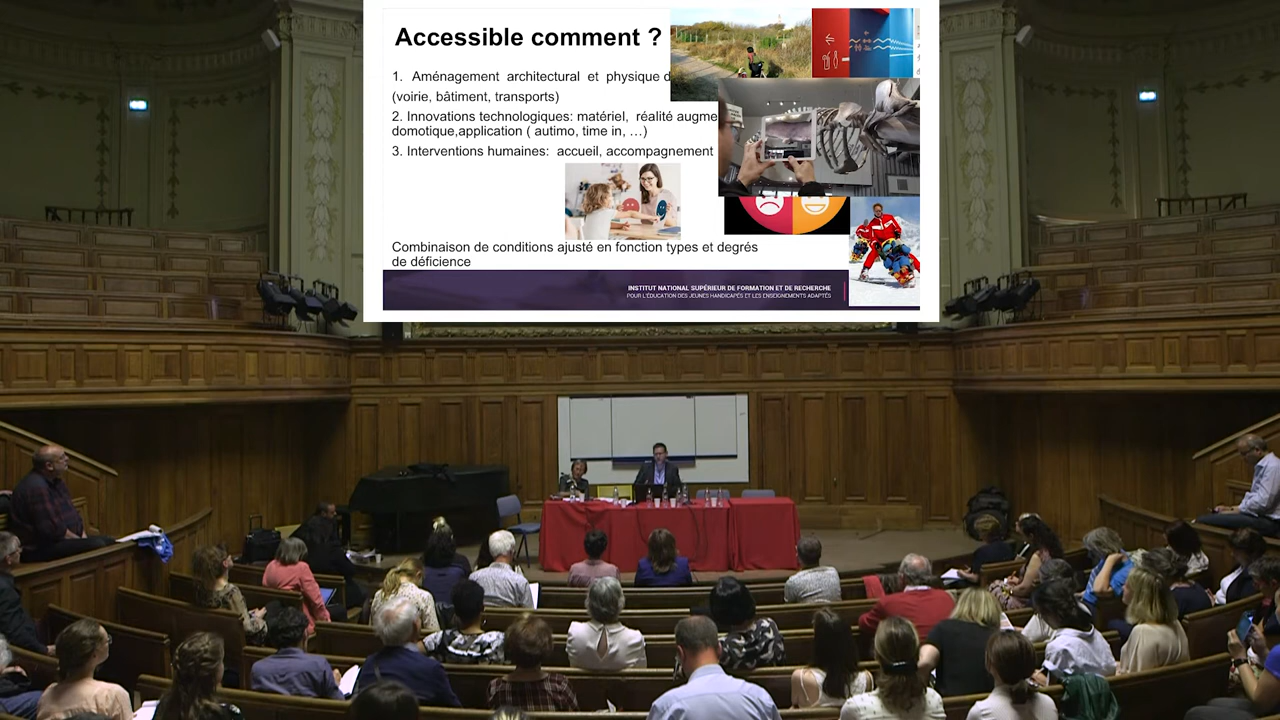 Accessible comment ?
1. Aménagement architectural et physique d
(voirie, bâtiment, transports)
2. Innovations technologiques: matériel, réalité augme
domotique,application ( autimo, time in, …)
3. Interventions humaines: accueil, accompagnement
Combinaison de conditions ajusté en fonction types et degrés
de déficience
INSTITUT NATIONAL SUPÉRIEUR DE FORMATION ET DE RECHERCHE
POUR L'ÉDUCATION DES JEUNES HANDICAPÉS ET LES ENSEIGNEMENTS ADAPTÉS